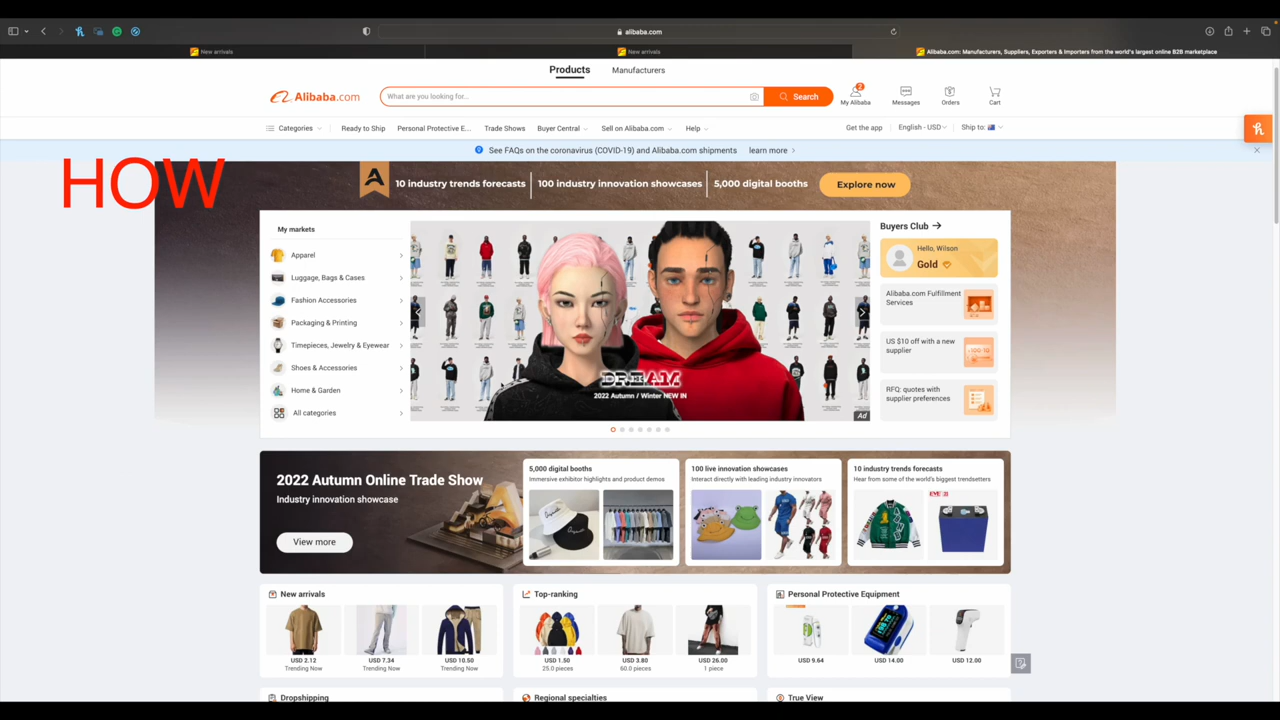 alibaba.com
New arrivals
New arrivals
Alibaba.com: Manufacturers, Suppliers, Exporters & Importers from the world's largest online B2B marketplace
Products
Manufacturers
Alibaba.com
What are you looking for...
Search
2
My Alibaba
Messages
Orders
Cart
Categories
Ready to Ship
Personal Protective E...
Trade Shows
Buyer Central
Sell on Alibaba.com
Help
Get the app
English - USD
Ship to:
See FAQs on the coronavirus (COVID-19) and Alibaba.com shipments
learn more
HOW
10 industry trends forecasts
100 industry innovation showcases
5,000 digital booths
Explore now
My markets
Apparel
Luggage, Bags & Cases
Fashion Accessories
Packaging & Printing
Timepieces, Jewelry & Eyewear
Shoes & Accessories
Home & Garden
All categories
DREAM
2022 Autumn / Winter NEW IN
Ad
Buyers Club
Hello, Wilson
Gold
Alibaba.com Fulfillment
Services
US $10 off with a new
supplier
RFQ: quotes with
supplier preferences
2022 Autumn Online Trade Show
Industry innovation showcase
View more
5,000 digital booths
Immersive exhibitor highlights and product demos
100 live innovation showcases
Interact directly with leading industry innovators
10 industry trends forecasts
Hear from some of the world's biggest trendsetters
New arrivals
USD 2.12
Trending Now
USD 7.34
Trending Now
USD 10.50
Trending Now
Top-ranking
USD 1.50
25.0 pieces
USD 3.80
60.0 pieces
USD 26.00
1 piece
Personal Protective Equipment
USD 9.64
USD 14.00
USD 12.00
Dropshipping
Regional specialties
True View